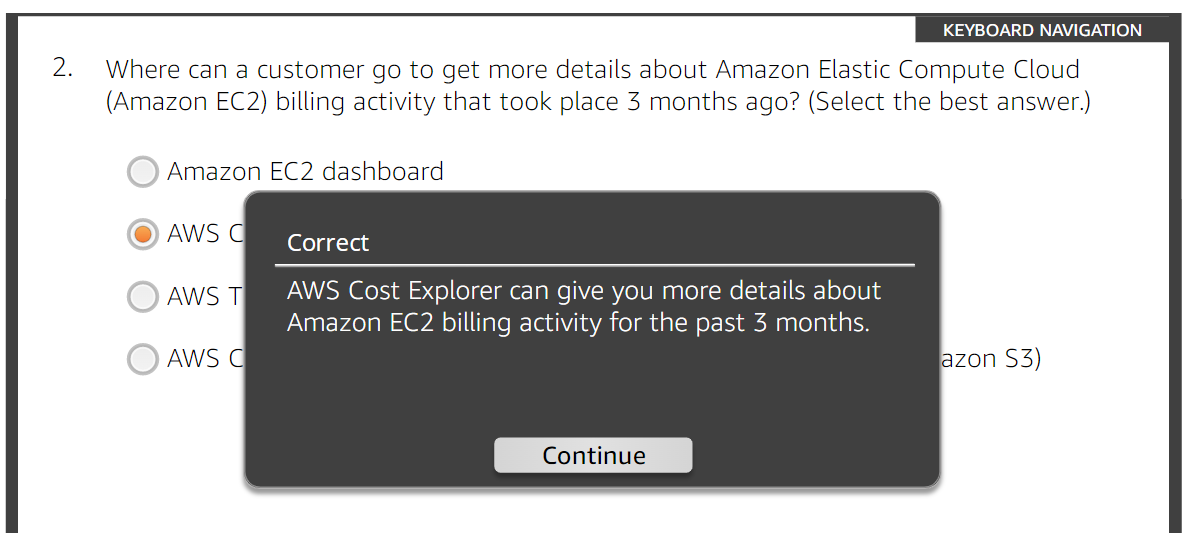 KEYBOARD NAVIGATION
2. Where can a customer go to get more details about Amazon Elastic Compute Cloud
(Amazon EC2) billing activity that took place 3 months ago? (Select the best answer.)
Amazon EC2 dashboard
AWS C
AWS T
AWS C azon S3)
Correct
AWS Cost Explorer can give you more details about
Amazon EC2 billing activity for the past 3 months.
Continue